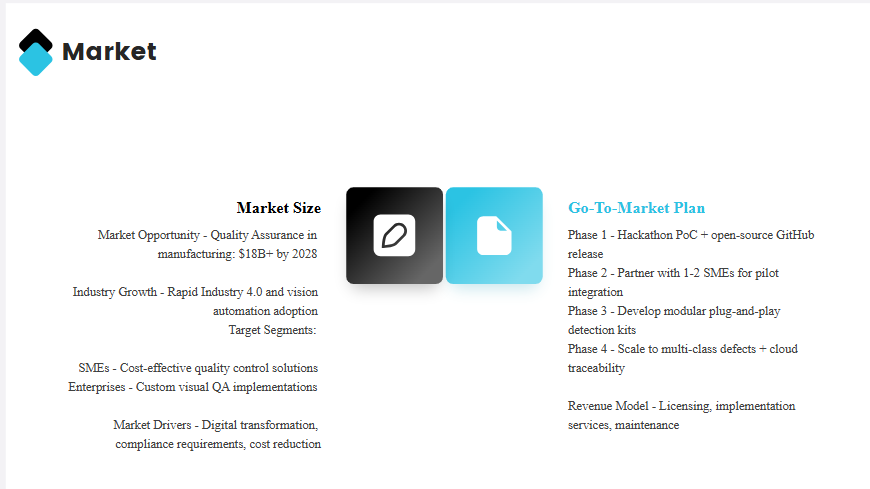 Market
Market Size
Market Opportunity - Quality Assurance in
manufacturing: $18B+ by 2028
Industry Growth - Rapid Industry 4.0 and vision
automation adoption
Target Segments:
SMEs - Cost-effective quality control solutions
Enterprises - Custom visual QA implementations
Market Drivers - Digital transformation,
compliance requirements, cost reduction
Go-To-Market Plan
Phase 1 - Hackathon PoC + open-source GitHub
release
Phase 2 - Partner with 1-2 SMEs for pilot
integration
Phase 3 - Develop modular plug-and-play
detection kits
Phase 4 - Scale to multi-class defects + cloud
traceability
Revenue Model - Licensing, implementation
services, maintenance